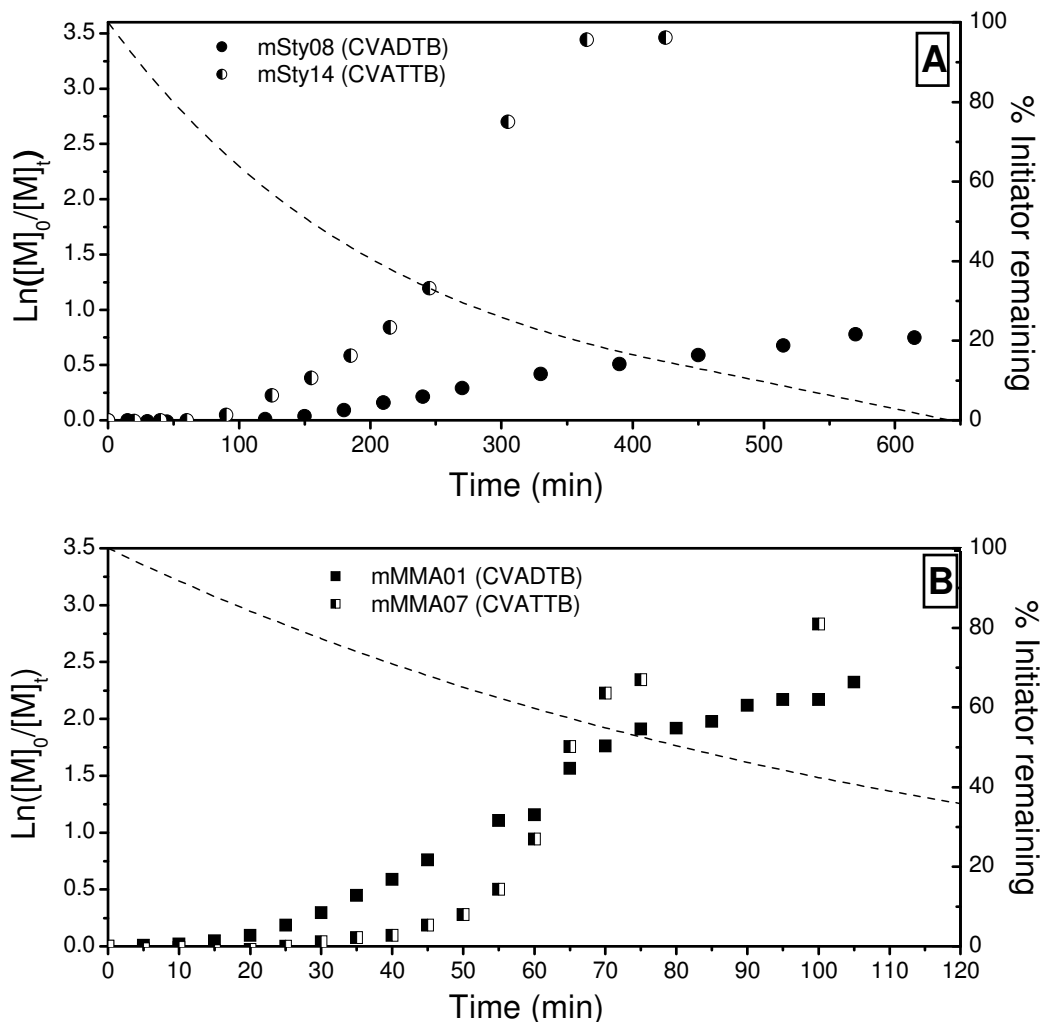 A
mSty08 (CVADTB)
mSty14 (CVATTB)
Ln([M]0/[M]t)
3.5
3.0
2.5
2.0
1.5
1.0
0.5
0.0
100
80
60
40
20
0
% Initiator remaining
0 100 200 300 400 500 600
Time (min)
B
mMMA01 (CVADTB)
mMMA07 (CVATTB)
Ln([M]0/[M]t)
3.5
3.0
2.5
2.0
1.5
1.0
0.5
0.0
100
80
60
40
20
0
% Initiator remaining
0 10 20 30 40 50 60 70 80 90 100 110 120
Time (min)